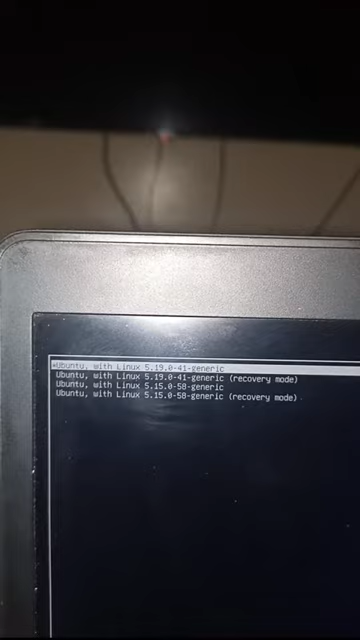 *Ubuntu, with Linux 5.19.0-41-generic
Ubuntu, with Linux 5.19.0-41-generic (recovery mode)
Ubuntu, with Linux 5.15.0-58-generic
Ubuntu, with Linux 5.15.0-58-generic (recovery mode)